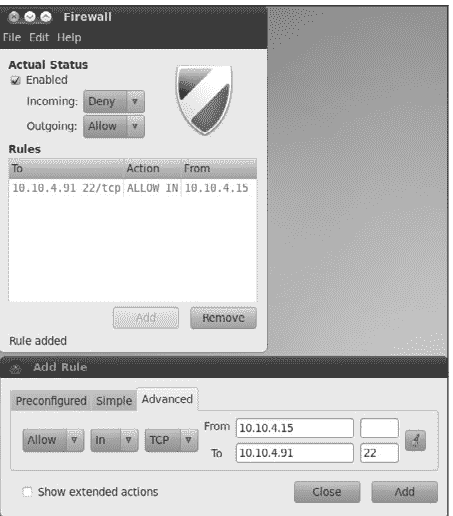 Firewall
File Edit Help
Actual Status
Enabled
Incoming: Deny
Outgoing: Allow
Rules
To Action From
10.10.4.91 22/tcp ALLOW IN 10.10.4.15
Add Remove
Rule added
Add Rule
Preconfigured Simple Advanced
Allow In TCP From 10.10.4.15
To 10.10.4.91 22
Show extended actions Close Add